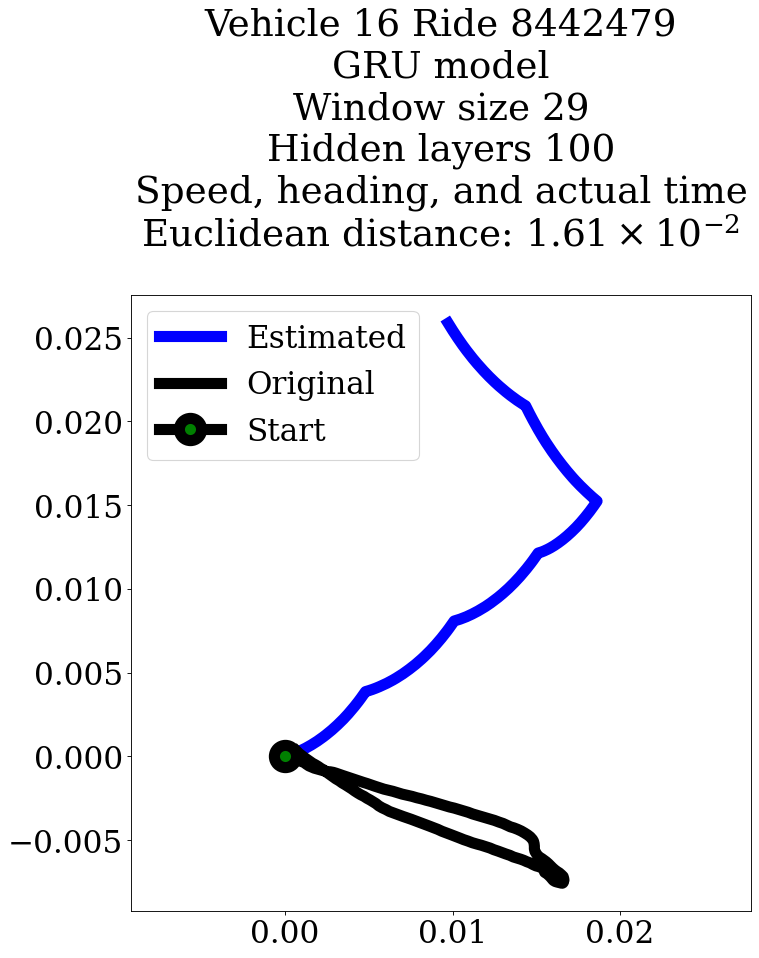 Vehicle 16 Ride 8442479
GRU model
Window size 29
Hidden layers 100
Speed, heading, and actual time
Euclidean distance: 1.61 × 10⁻²
Estimated
Original
Start
0.025
0.020
0.015
0.010
0.005
0.000
−0.005
0.00 0.01 0.02